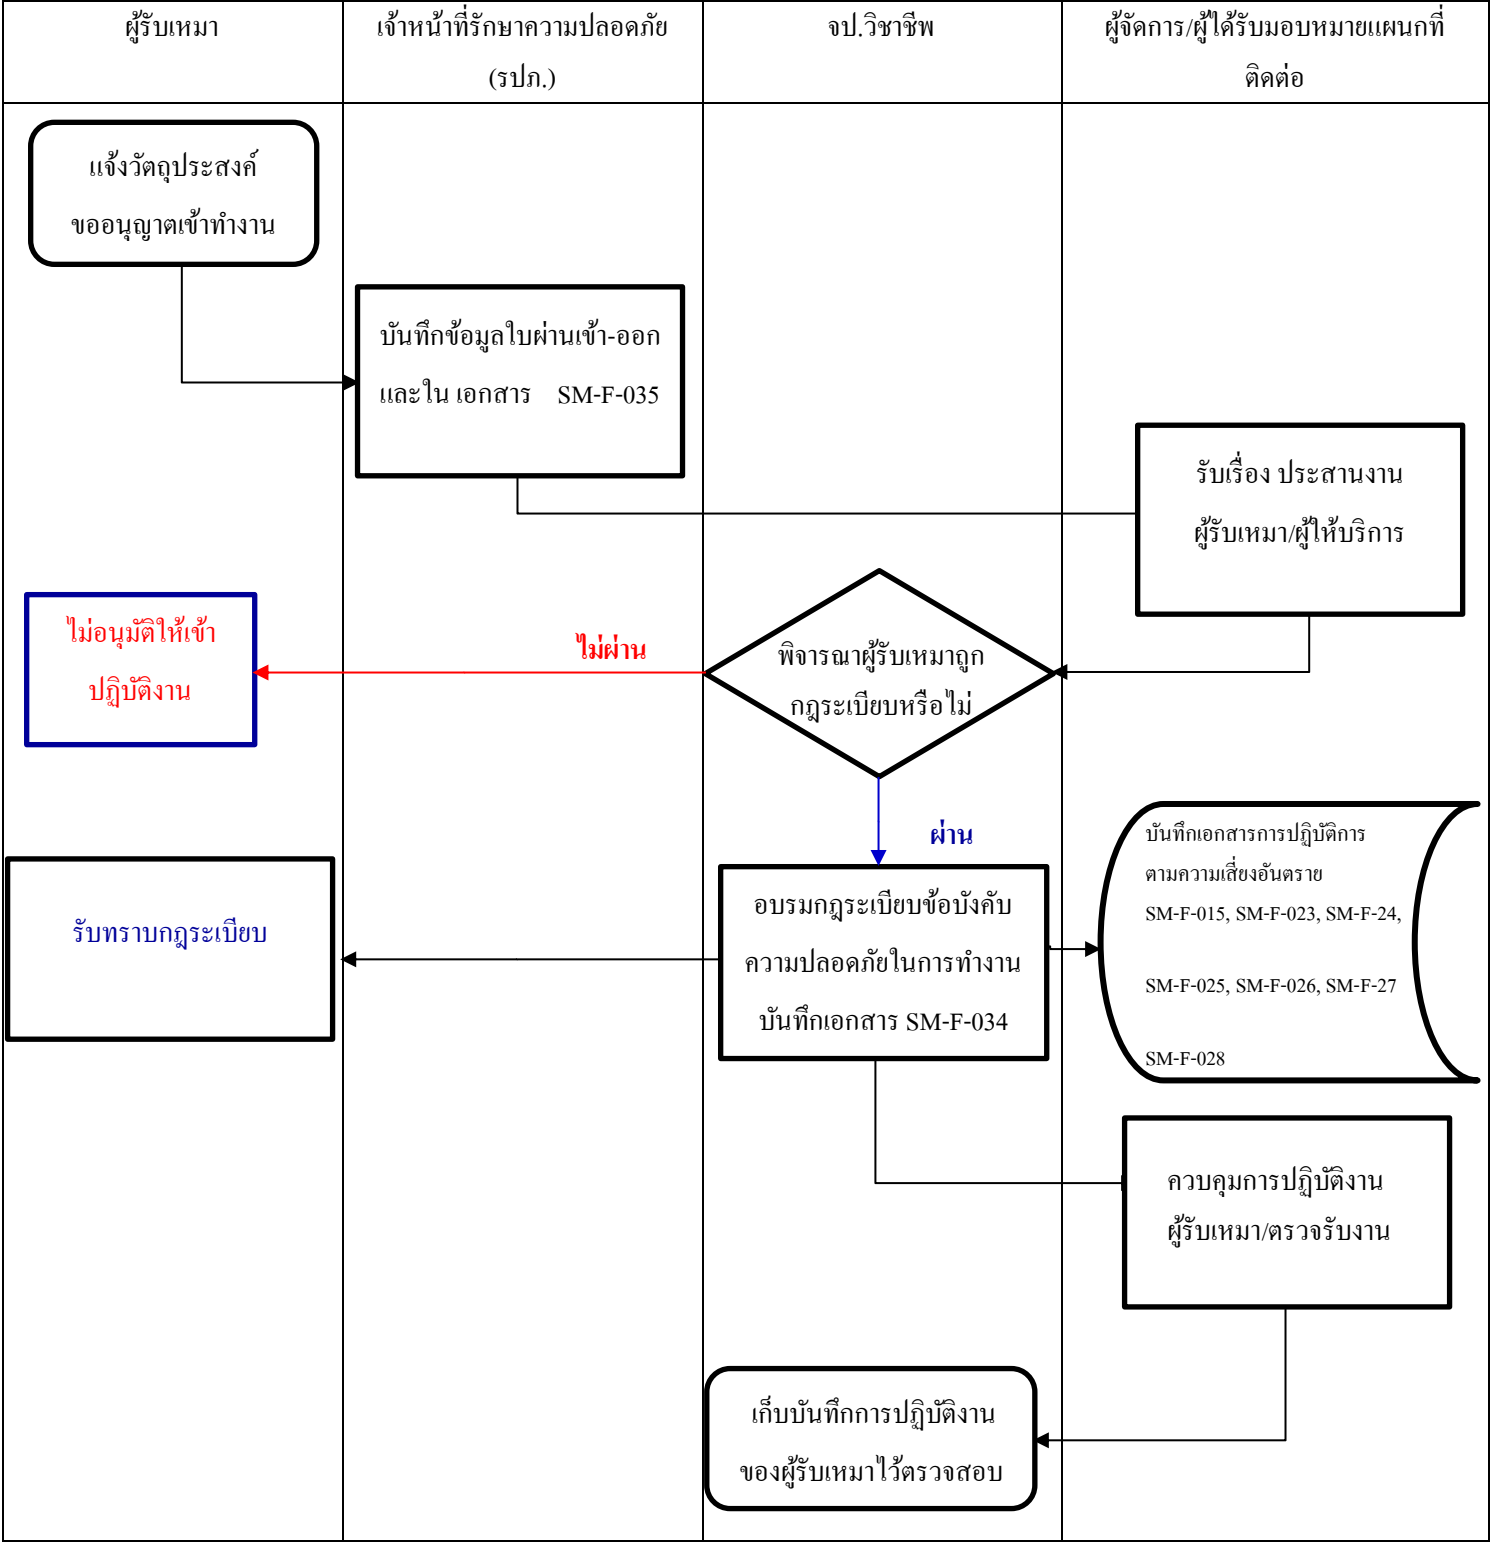 ผู้รับเหมา
เจ้าหน้าที่รักษาความปลอดภัย
(รปภ.)
จป.วิชาชีพ
ผู้จัดการ/ผู้ได้รับมอบหมายแผนกที่
ติดต่อ
แจ้งวัตถุประสงค์
ขออนุญาตเข้าทำงาน
บันทึกข้อมูลใบผ่านเข้า-ออก
และใน เอกสาร SM-F-035
รับเรื่อง ประสานงาน
ผู้รับเหมา/ผู้ให้บริการ
ไม่อนุมัติให้เข้า
ปฏิบัติงาน
ไม่ผ่าน
พิจารณาผู้รับเหมาถูก
กฎระเบียบหรือไม่
ผ่าน
รับทราบกฎระเบียบ
อบรมกฎระเบียบข้อบังคับ
ความปลอดภัยในการทำงาน
บันทึกเอกสาร SM-F-034
บันทึกเอกสารการปฏิบัติการ
ตามความเสี่ยงอันตราย
SM-F-015, SM-F-023, SM-F-24,
SM-F-025, SM-F-026, SM-F-27
SM-F-028
ควบคุมการปฏิบัติงาน
ผู้รับเหมา/ตรวจรับงาน
เก็บบันทึกการปฏิบัติงาน
ของผู้รับเหมาไว้ตรวจสอบ